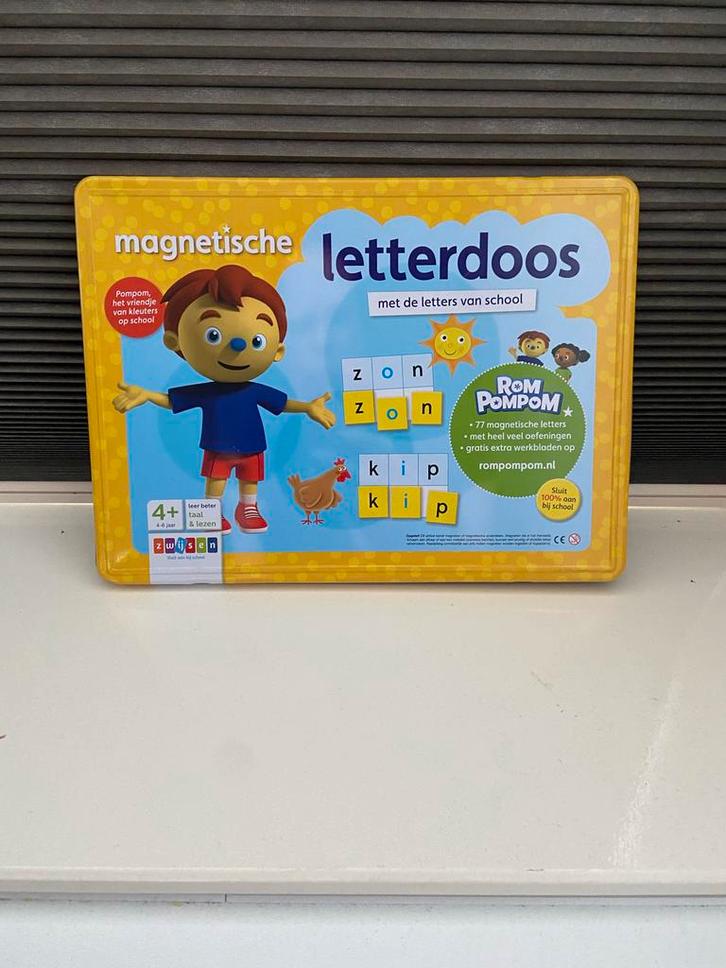 magnetische
letterdoos
met de letters van school
Pompom,
het vriendje
van kleuters
op school
z o n
z o n
k i p
k i p
ROM
POMPOM
• 77 magnetische letters
• met heel veel oefeningen
• gratis extra werkbladen op
rompompom.nl
Sluit
100% aan
bij school
4+
4-6 jaar
leer beter
taal
& lezen
zwijsen
CE